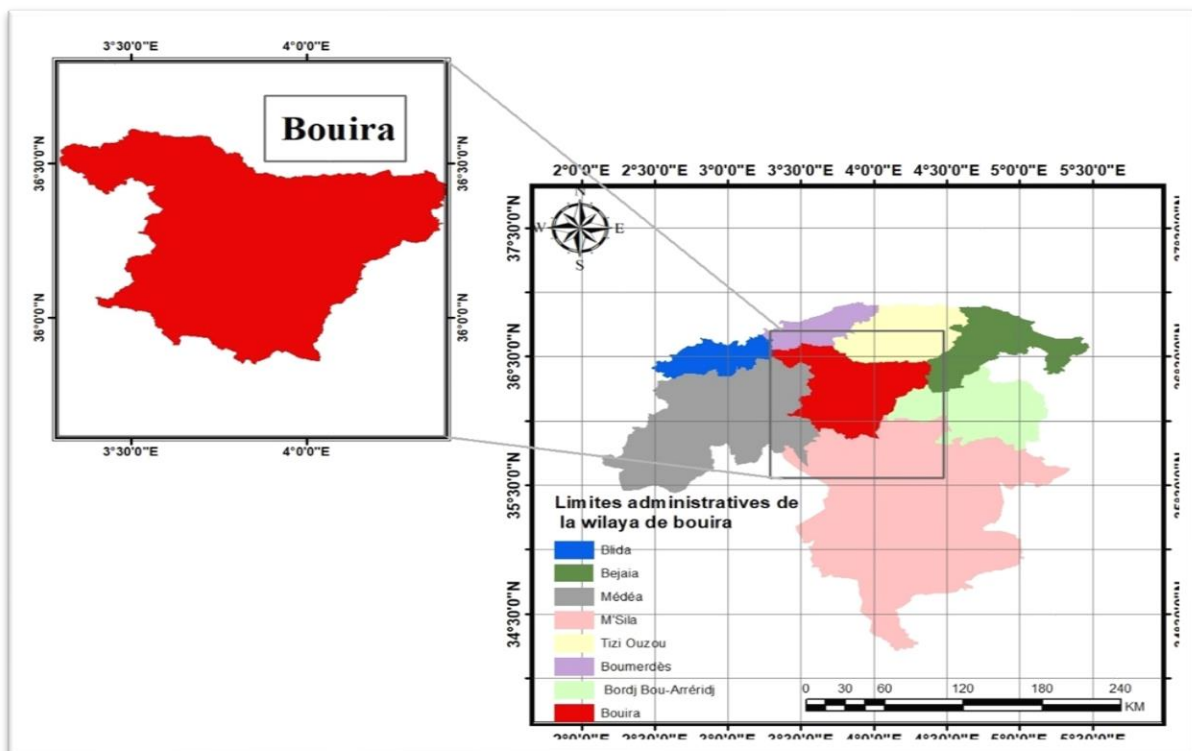 3°30'0"E 4°0'0"E
Bouira
36°30'0"N 36°30'0"N
36°0'0"N 36°0'0"N
3°30'0"E 4°0'0"E
2°0'0"E 2°30'0"E 3°0'0"E 3°30'0"E 4°0'0"E 4°30'0"E 5°0'0"E 5°30'0"E
N
W E
S
37°30'0"N
36°30'0"N
35°30'0"N
34°30'0"N
Limites administratives de
la wilaya de bouira
Blida
Bejaia
Médéa
M'Sila
Tizi Ouzou
Boumerdès
Bordj Bou-Arréridj
Bouira
0 30 60 120 180 240
KM